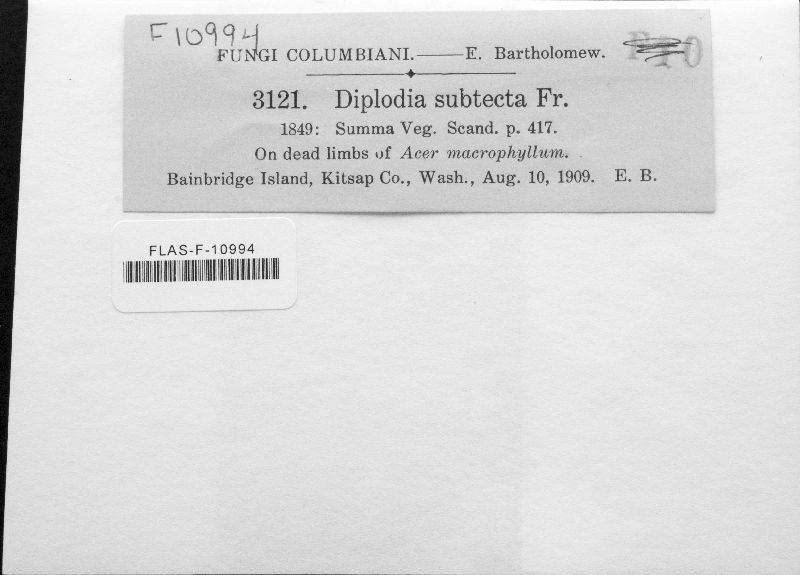 F10994
FUNGI COLUMBIANI.——E. Bartholomew.
3121. Diplodia subtecta Fr.
1849: Summa Veg. Scand. p. 417.
On dead limbs of Acer macrophyllum.
Bainbridge Island, Kitsap Co., Wash., Aug. 10, 1909. E. B.
FLAS-F-10994